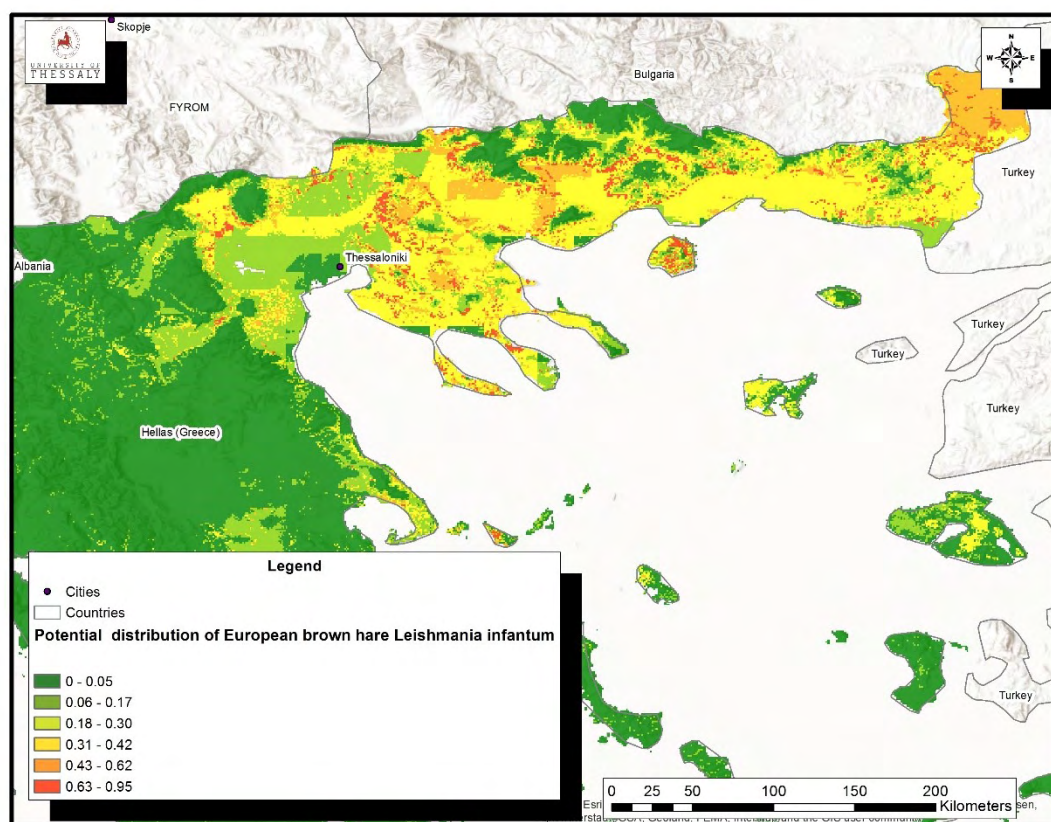 Skopje
UNIVERSITY OF
THESSALY
N
W E
S
Bulgaria
FYROM
Turkey
Thessaloniki
Albania
Turkey
Turkey
Turkey
Hellas (Greece)
Legend
Cities
Countries
Potential distribution of European brown hare Leishmania infantum
0 - 0.05
0.06 - 0.17
0.18 - 0.30
0.31 - 0.42
0.43 - 0.62
0.63 - 0.95
Turkey
0 25 50 100 150 200
Kilometers
Esri